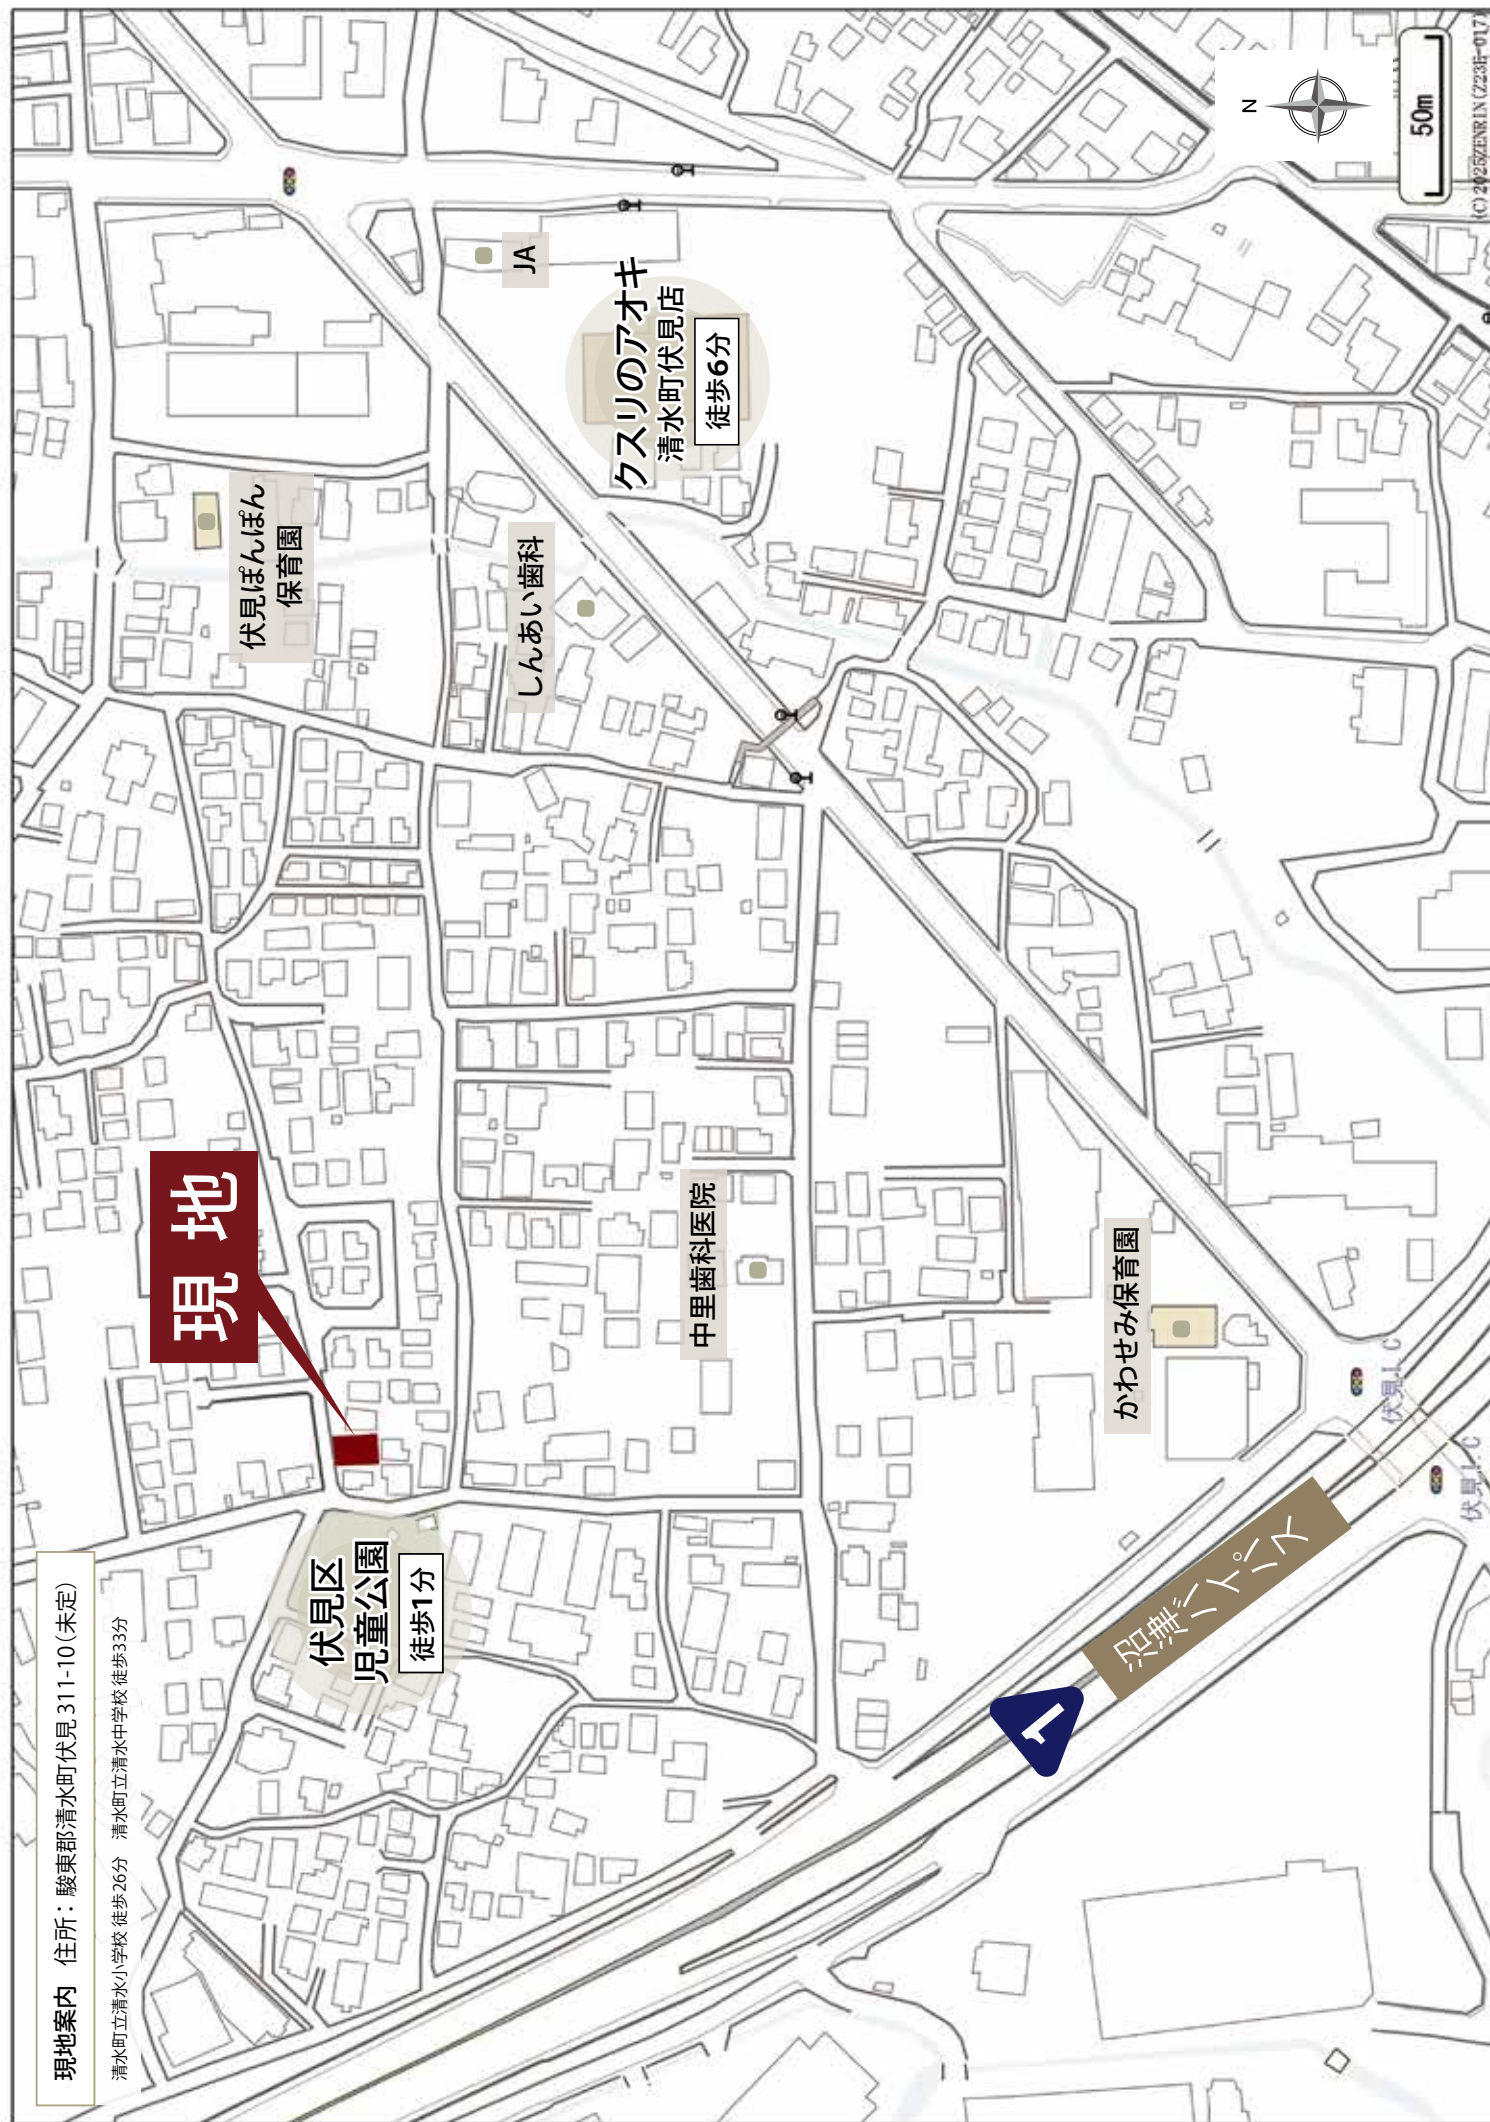 現地案内　住所：駿東郡清水町伏見 311-10（未定）
清水町立清水小学校 徒歩26分　清水町立清水中学校 徒歩33分
現地
伏見区
児童公園
徒歩1分
伏見ぽんぽん
保育園
しんあい歯科
JA
クスリのアオキ
清水町伏見店
徒歩6分
中里歯科医院
かわせみ保育園
1
沼津バイパス
伏見I.C
伏見I.C
N
50m
(C)2025ZENRIN(Z23E-017)